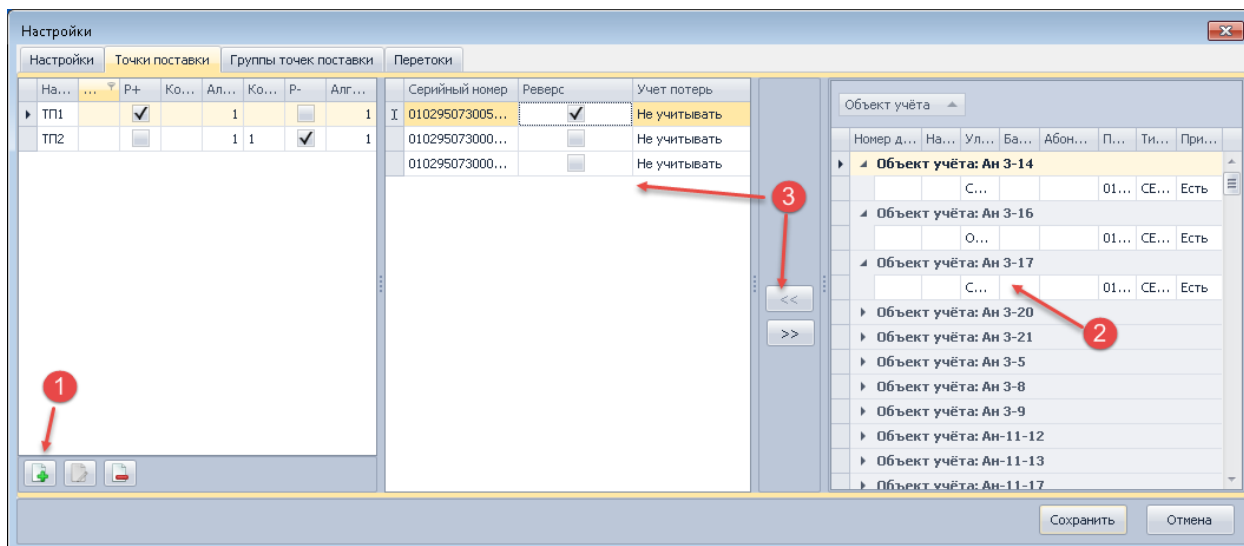 Настройки
Настройки Точки поставки Группы точек поставки Перетоки
На... ... P+ Ко... Ал... Ко... P- Алг...
ТП1 1 1
ТП2 1 1 1
Серийный номер Реверс Учет потерь
010295073005... Не учитывать
010295073000... Не учитывать
010295073000... Не учитывать
3
<<
>>
Объект учёта
Номер д... На... Ул... Ба... Абон... П... Ти... При...
Объект учёта: Ан 3-14
С... 01... СЕ... Есть
Объект учёта: Ан 3-16
О... 01... СЕ... Есть
Объект учёта: Ан 3-17
С... 01... СЕ... Есть
Объект учёта: Ан 3-20
Объект учёта: Ан 3-21
Объект учёта: Ан 3-5
Объект учёта: Ан 3-8
Объект учёта: Ан 3-9
Объект учёта: Ан-11-12
Объект учёта: Ан-11-13
Объект учёта: Ан-11-17
2
1
Сохранить Отмена